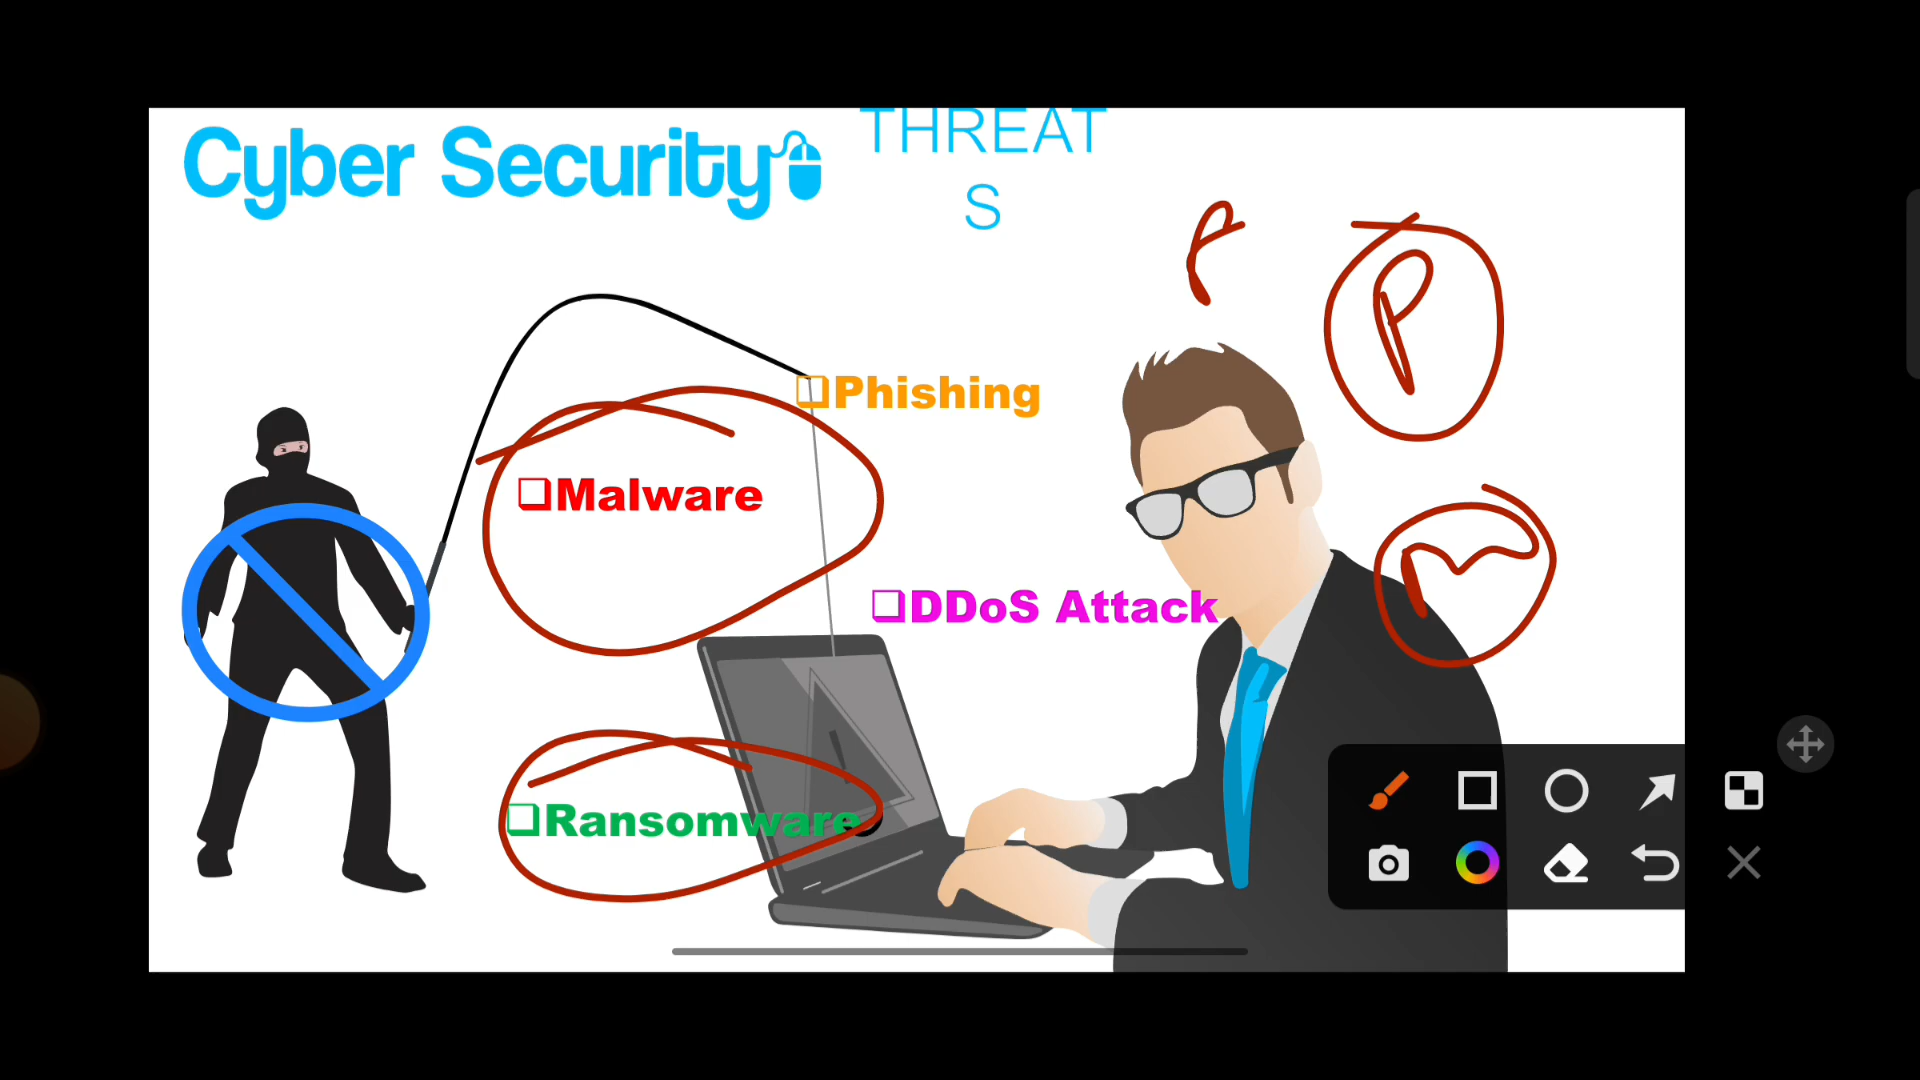 Cyber Security
THREAT
S
P
P
❑Phishing
❑Malware
❑DDoS Attack
❑Ransomware